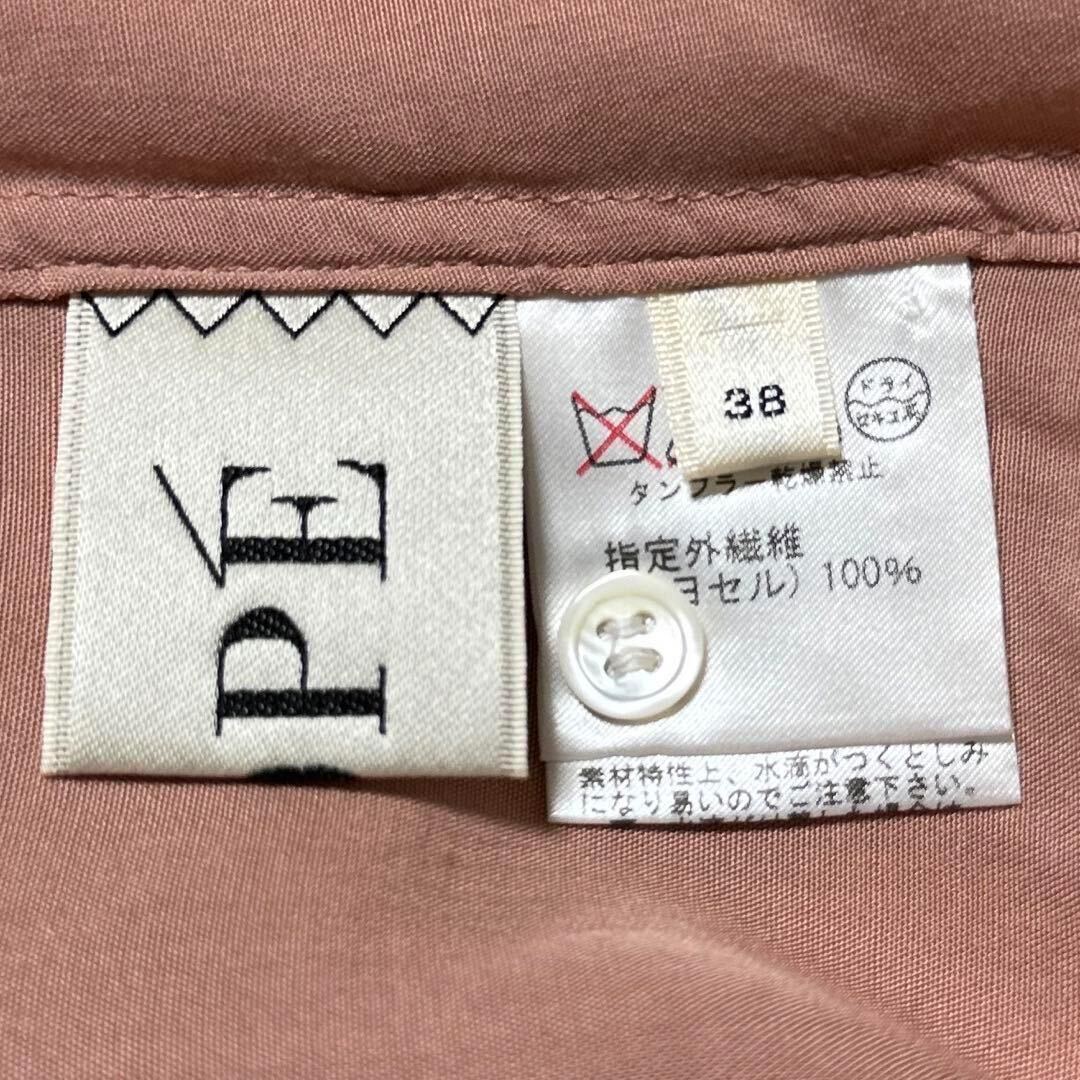 PÉ
38
ドライ
セキユ系
タンブラー乾燥禁止
指定外繊維
ヨセル) 100%
素材特性上、水滴がつくとしみ
になり易いのでご注意下さい。